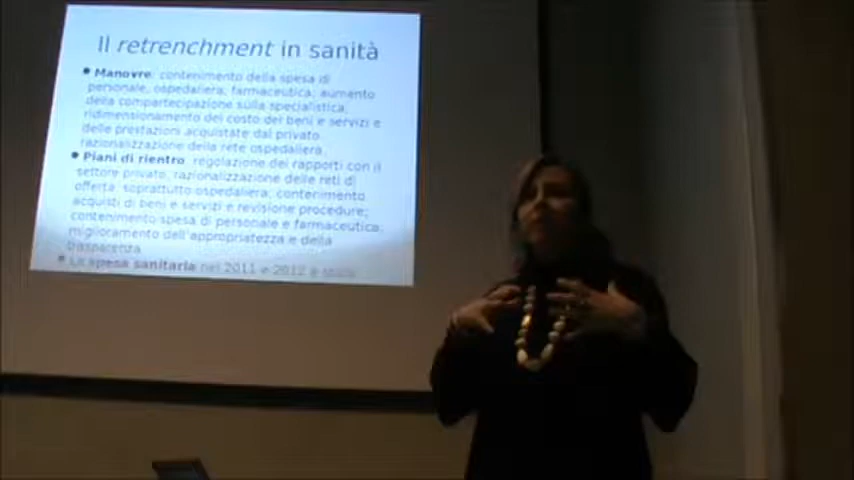 Il retrenchment in sanità
• Manovre: contenimento della spesa di
personale, ospedaliera, farmaceutica; aumento
della compartecipazione sulla specialistica;
ridimensionamento del costo dei beni e servizi e
delle prestazioni acquistate dal privato
razionalizzazione della rete ospedaliera
• Piani di rientro: regolazione dei rapporti con il
settore privato, razionalizzazione delle reti di
offerta, soprattutto ospedaliera; contenimento
acquisti di beni e servizi e revisione procedure;
contenimento spesa di personale e farmaceutica;
miglioramento dell'appropriatezza e della
trasparenza
• La spesa sanitaria nel 2011 e 2012 è